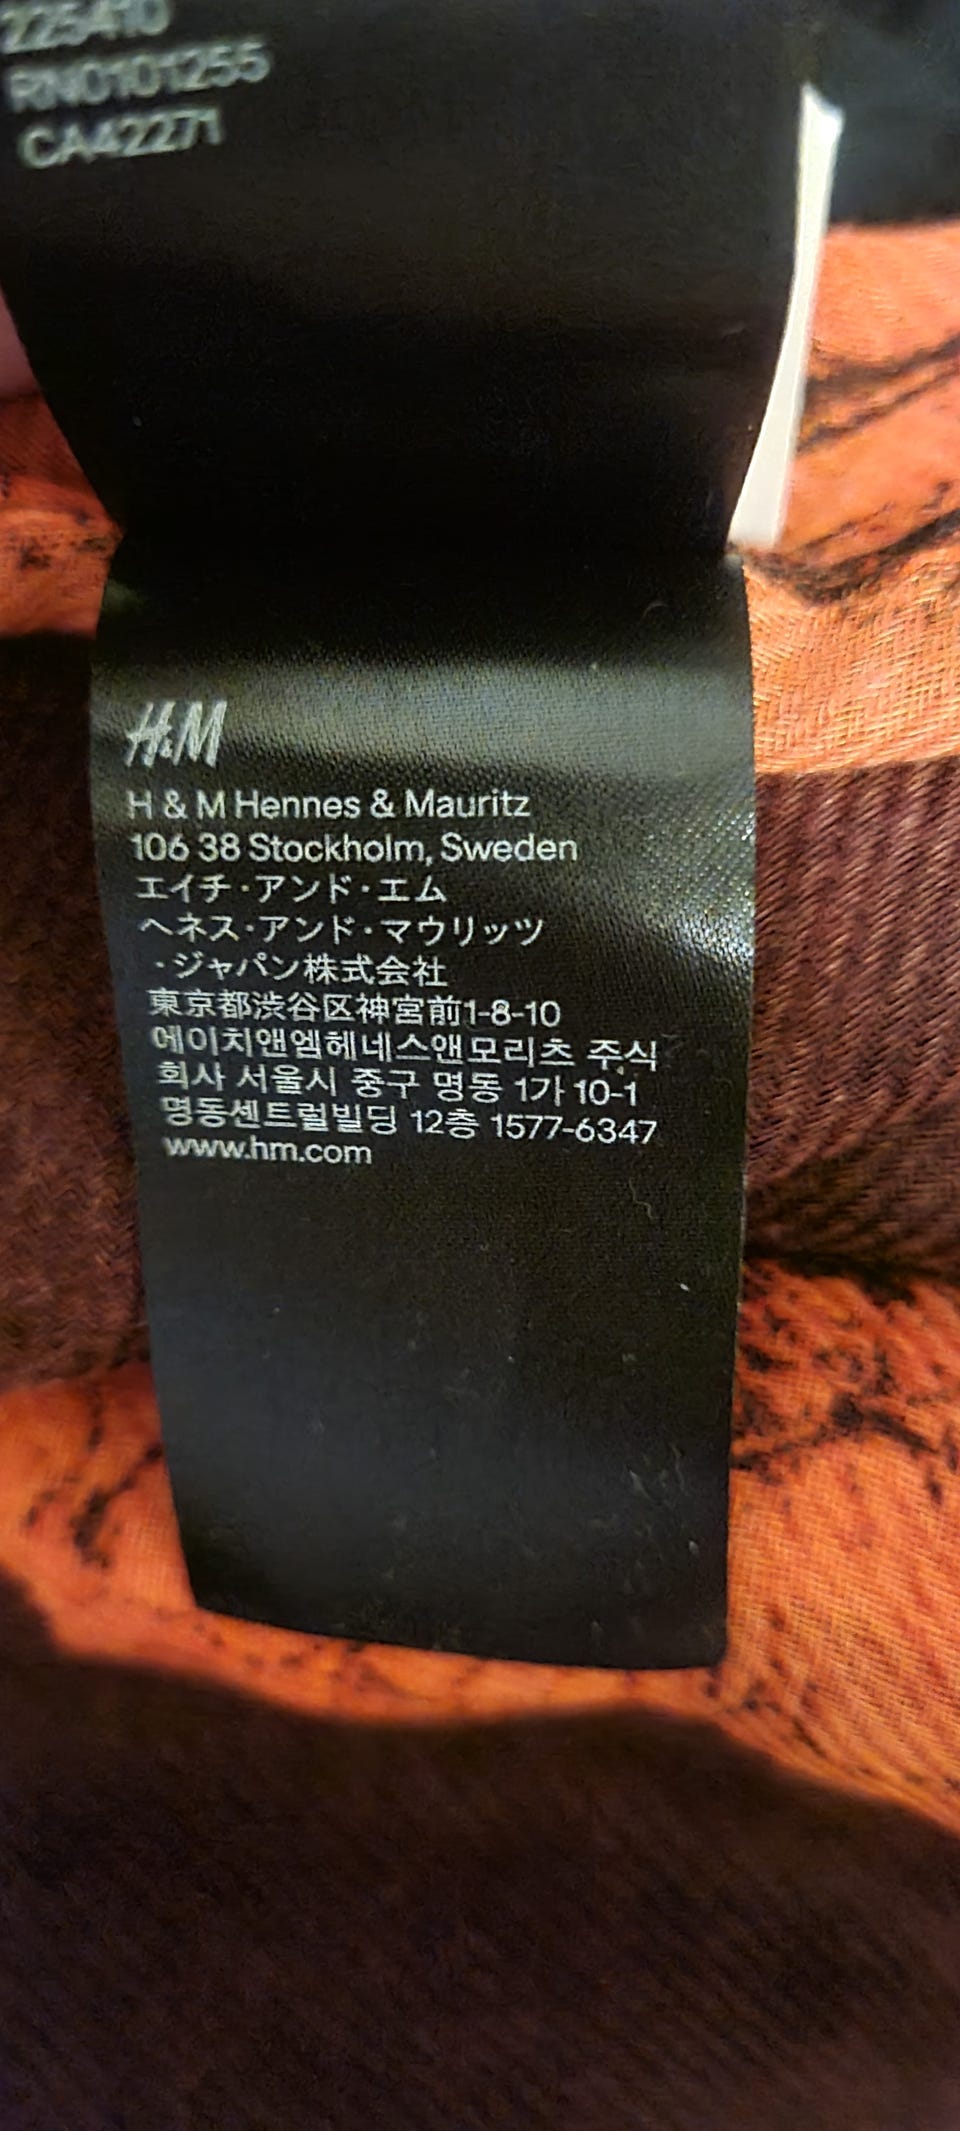 225410
RN0101255
CA42271
H&M
H & M Hennes & Mauritz
106 38 Stockholm, Sweden
エイチ・アンド・エム
ヘネス・アンド・マウリッツ
・ジャパン株式会社
東京都渋谷区神宮前1-8-10
에이치앤엠헤네스앤모리츠 주식
회사 서울시 중구 명동 1가 10-1
명동센트럴빌딩 12층 1577-6347
www.hm.com